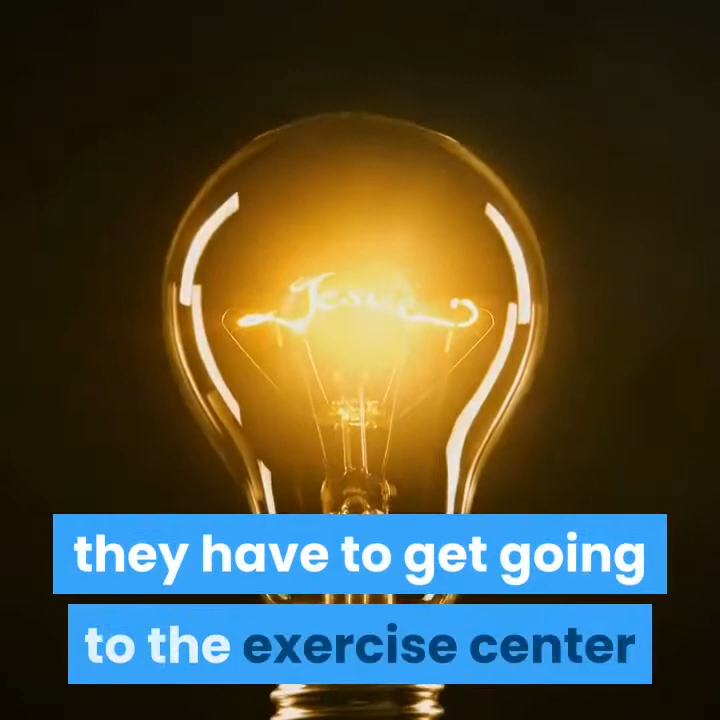 Jesus
they have to get going
to the exercise center